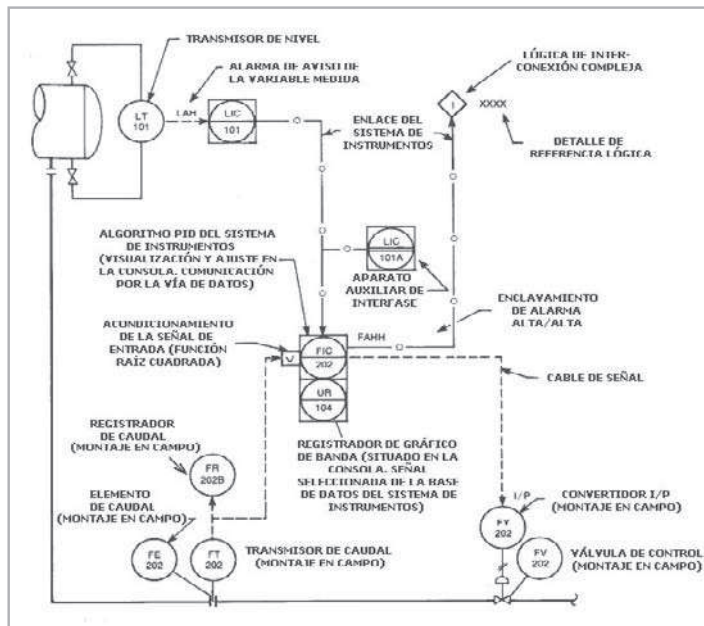 TRANSMISOR DE NIVEL
ALARMA DE AVISO DE
LA VARIABLE MEDIDA
LÓGICA DE INTER-
CONEXIÓN COMPLEJA
LT
101
LAH
LIC
101
I
XXXX
ENLACE DEL
SISTEMA DE
INSTRUMENTOS
DETALLE DE
REFERENCIA LÓGICA
ALGORITMO PID DEL SISTEMA
DE INSTRUMENTOS
(VISUALIZACIÓN Y AJUSTE EN
LA CONSOLA. COMUNICACIÓN
POR LA VÍA DE DATOS)
LIC
101A
APARATO
AUXILIAR DE
INTERFASE
ENCLAVAMIENTO
DE ALARMA
ALTA/ALTA
ACONDICIONAMIENTO
DE LA SEÑAL DE
ENTRADA (FUNCIÓN
RAÍZ CUADRADA)
√
FIC
202
FAHH
UR
104
CABLE DE SEÑAL
REGISTRADOR
DE CAUDAL
(MONTAJE EN CAMPO)
FR
202B
REGISTRADOR DE GRÁFICO
DE BANDA (SITUADO EN LA
CONSOLA. SEÑAL
SELECCIONADA DE LA BASE
DE DATOS DEL SISTEMA DE
INSTRUMENTOS)
ELEMENTO
DE CAUDAL
(MONTAJE EN CAMPO)
I/P
FY
202
CONVERTIDOR I/P
(MONTAJE EN CAMPO)
FE
202
FT
202
TRANSMISOR DE CAUDAL
(MONTAJE EN CAMPO)
FV
202
VÁLVULA DE CONTROL
(MONTAJE EN CAMPO)